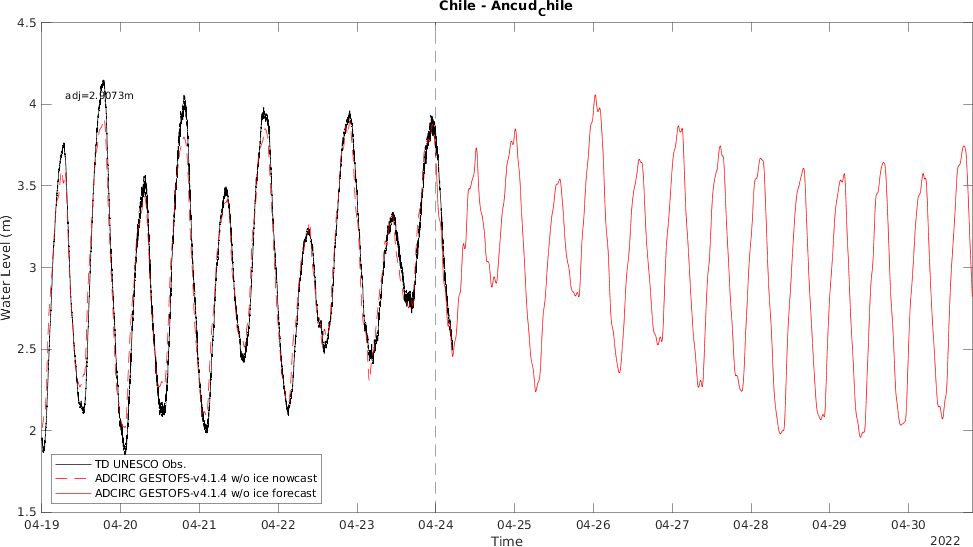 Chile - Ancud_Chile
4.5
4
3.5
3
2.5
2
1.5
Water Level (m)
adj=2.9073m
TD UNESCO Obs.
ADCIRC GESTOFS-v4.1.4 w/o ice nowcast
ADCIRC GESTOFS-v4.1.4 w/o ice forecast
04-19 04-20 04-21 04-22 04-23 04-24 04-25 04-26 04-27 04-28 04-29 04-30
Time
2022